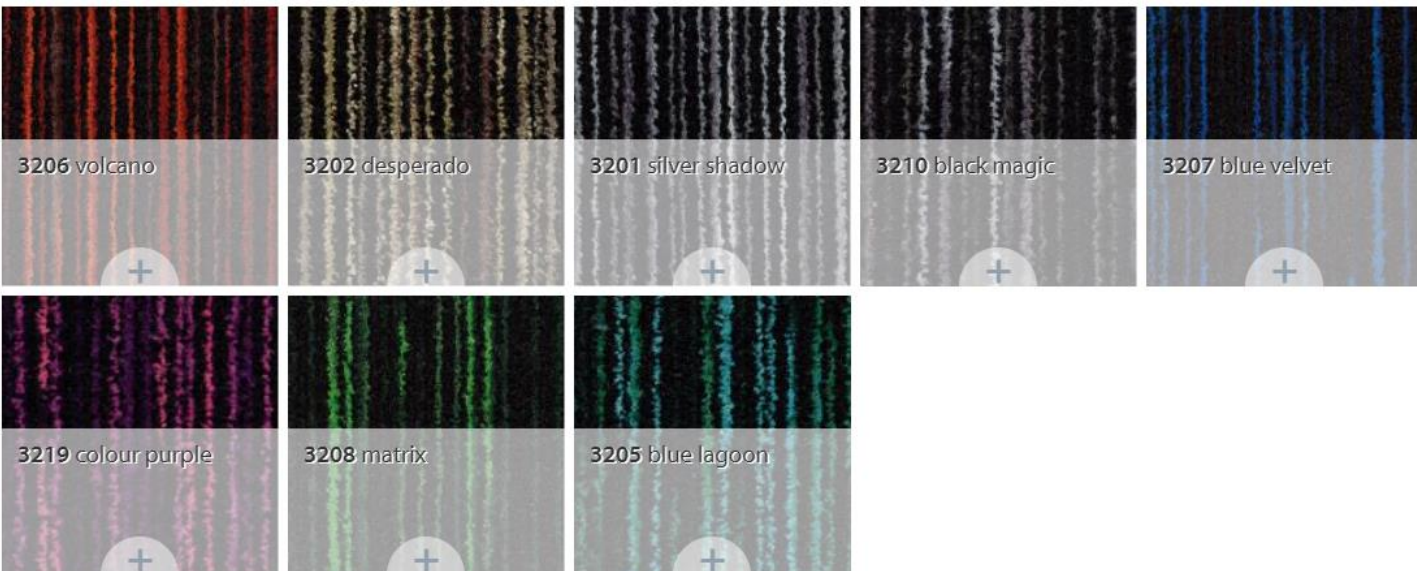 3206 volcano
3202 desperado
3201 silver shadow
3210 black magic
3207 blue velvet
3219 colour purple
3208 matrix
3205 blue lagoon